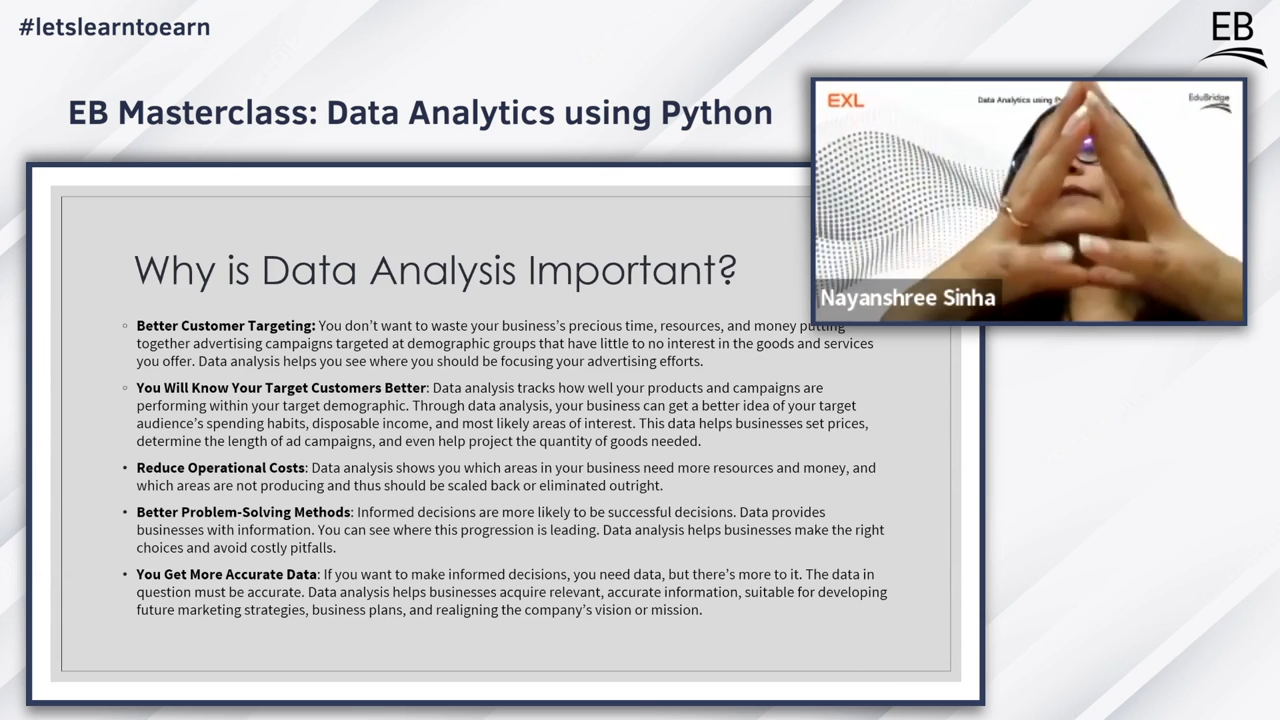 #letslearntoearn
EB
EB Masterclass: Data Analytics using Python
EXL
Data Analytics using Py
EduBridge
Nayanshree Sinha
Why is Data Analysis Important?
◦ Better Customer Targeting: You don’t want to waste your business’s precious time, resources, and money putting
together advertising campaigns targeted at demographic groups that have little to no interest in the goods and services
you offer. Data analysis helps you see where you should be focusing your advertising efforts.
◦ You Will Know Your Target Customers Better: Data analysis tracks how well your products and campaigns are
performing within your target demographic. Through data analysis, your business can get a better idea of your target
audience’s spending habits, disposable income, and most likely areas of interest. This data helps businesses set prices,
determine the length of ad campaigns, and even help project the quantity of goods needed.
• Reduce Operational Costs: Data analysis shows you which areas in your business need more resources and money, and
which areas are not producing and thus should be scaled back or eliminated outright.
• Better Problem-Solving Methods: Informed decisions are more likely to be successful decisions. Data provides
businesses with information. You can see where this progression is leading. Data analysis helps businesses make the right
choices and avoid costly pitfalls.
• You Get More Accurate Data: If you want to make informed decisions, you need data, but there’s more to it. The data in
question must be accurate. Data analysis helps businesses acquire relevant, accurate information, suitable for developing
future marketing strategies, business plans, and realigning the company’s vision or mission.